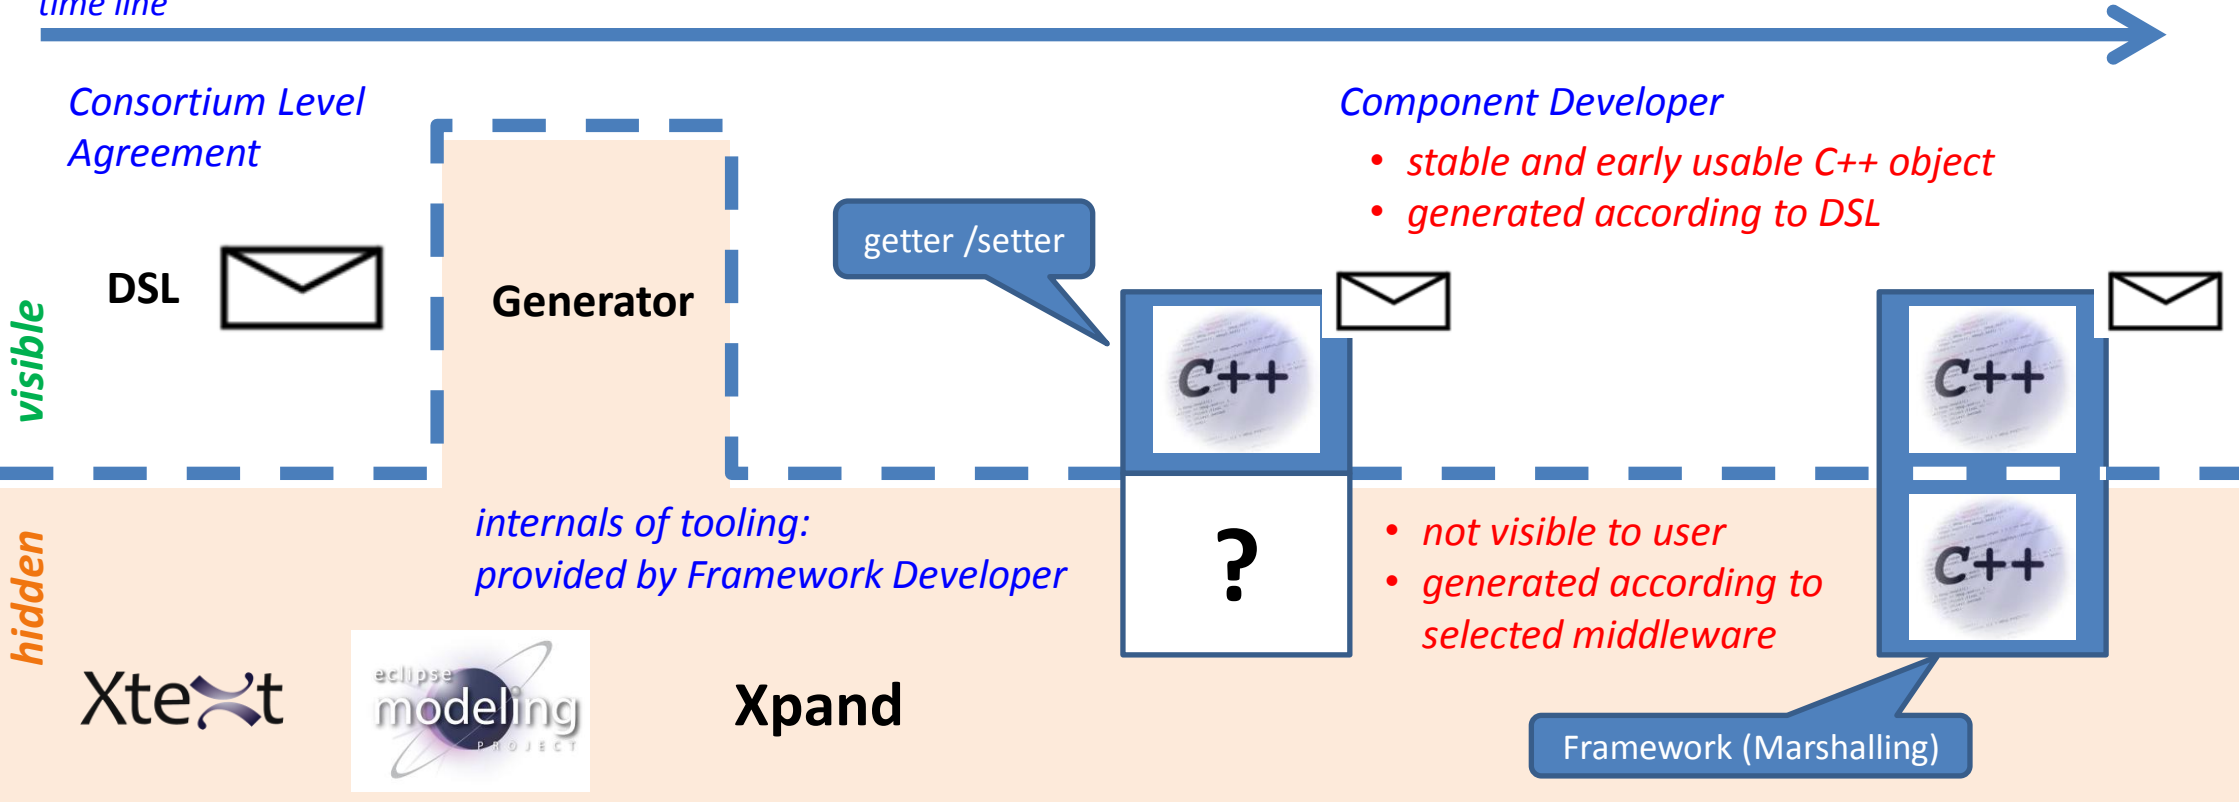 time line
Consortium Level
Agreement
Component Developer
• stable and early usable C++ object
• generated according to DSL
getter /setter
DSL
Generator
visible
C++
C++
internals of tooling:
provided by Framework Developer
?
• not visible to user
• generated according to
selected middleware
C++
hidden
Xtext
eclipse
modeling
PROJECT
Xpand
Framework (Marshalling)